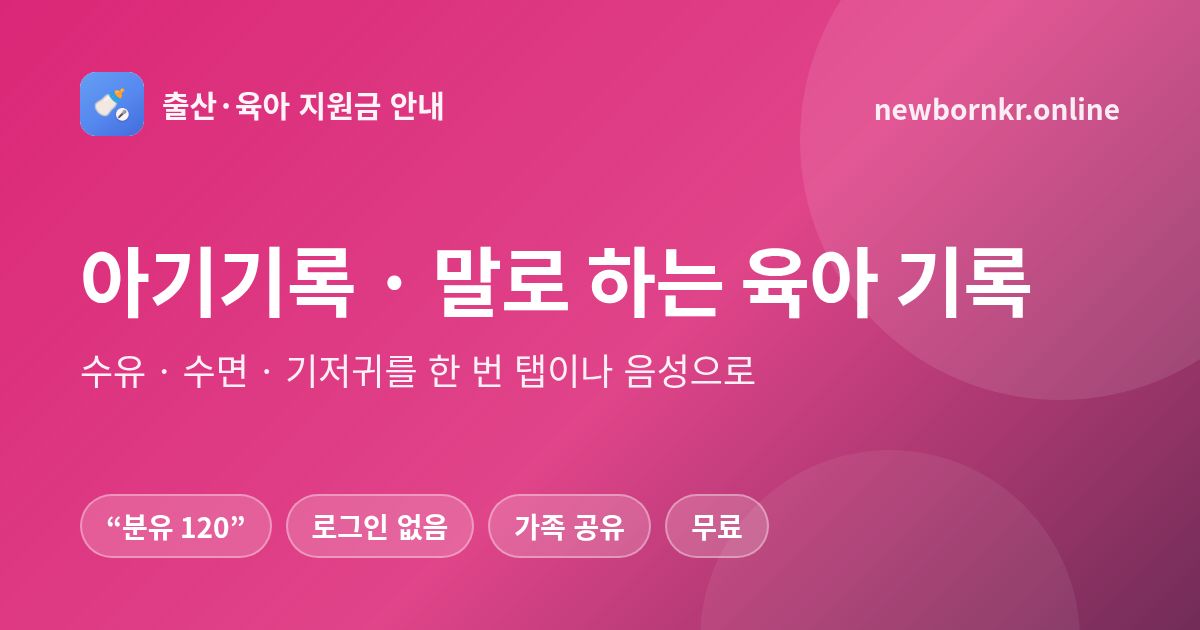 출산·육아 지원금 안내
newbornkr.online
아기기록 · 말로 하는 육아 기록
수유 · 수면 · 기저귀를 한 번 탭이나 음성으로
“분유 120”
로그인 없음
가족 공유
무료